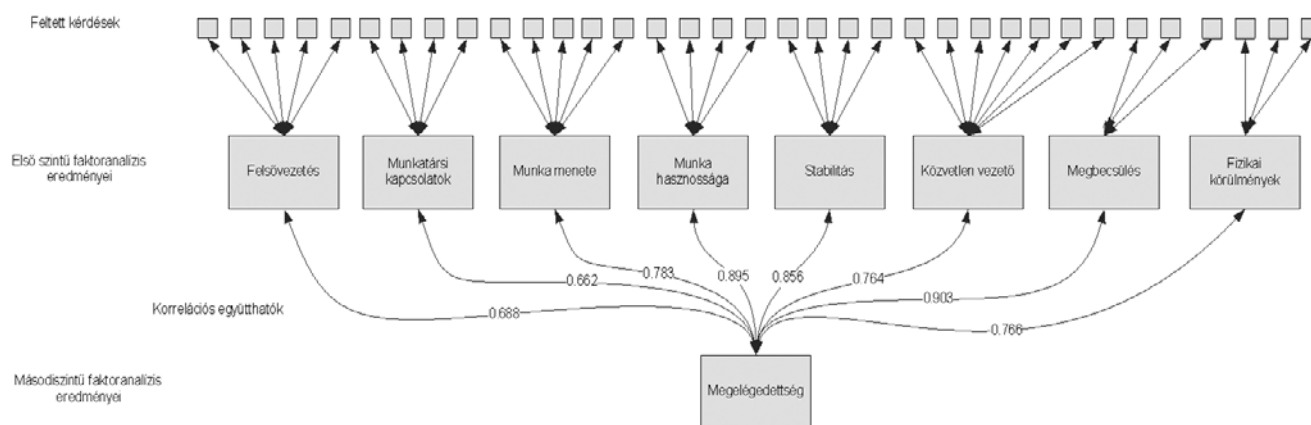 Feltett kérdések
Első szintű faktoranalízis
eredményei
Felsővezetés
Munkatársi
kapcsolatok
Munka menete
Munka
hasznossága
Stabilitás
Közvetlen vezető
Megbecsülés
Fizikai
körülmények
Korrelációs együtthatók
0.688
0.662
0.783
0.895
0.856
0.764
0.903
0.766
Másodiszintű faktoranalízis
eredményei
Megelégedettség